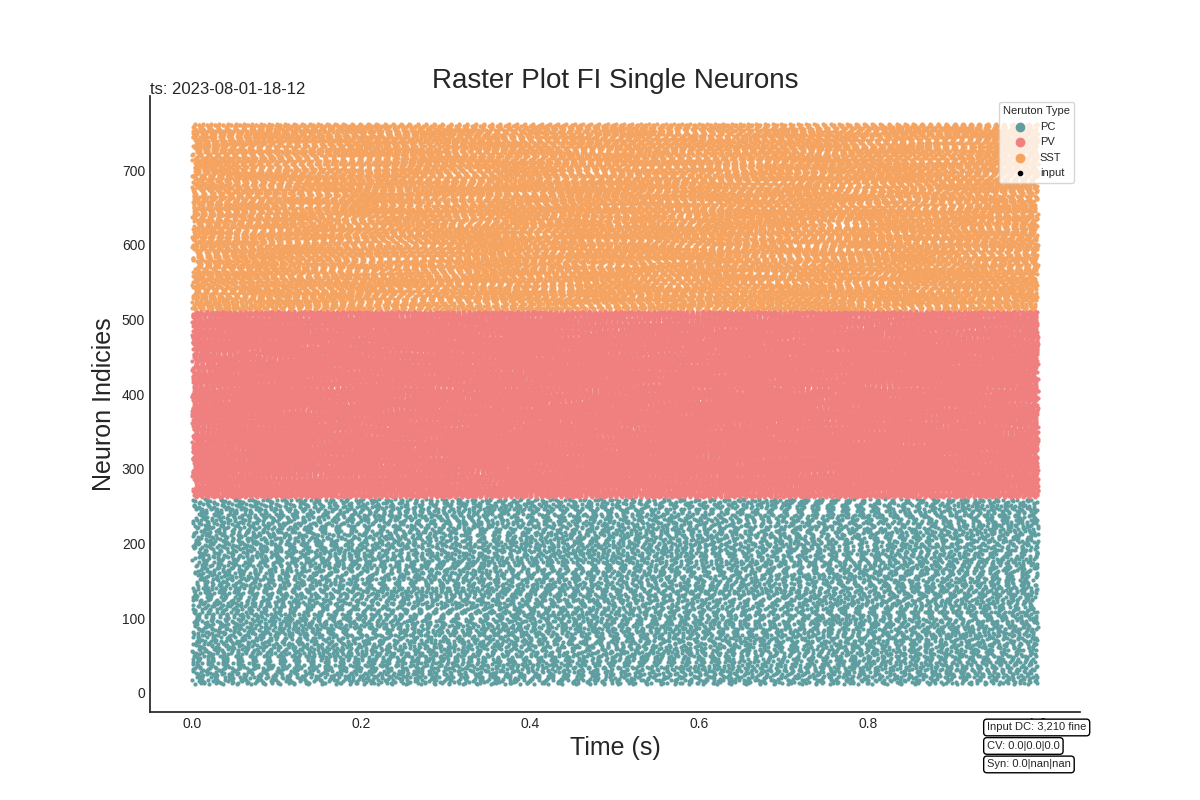 Raster Plot FI Single Neurons
ts: 2023-08-01-18-12
Neruton Type
PC
PV
SST
input
Neuron Indicies
700
600
500
400
300
200
100
0
0.0 0.2 0.4 0.6 0.8
Time (s)
Input DC: 3,210 fine
CV: 0.0|0.0|0.0
Syn: 0.0|nan|nan